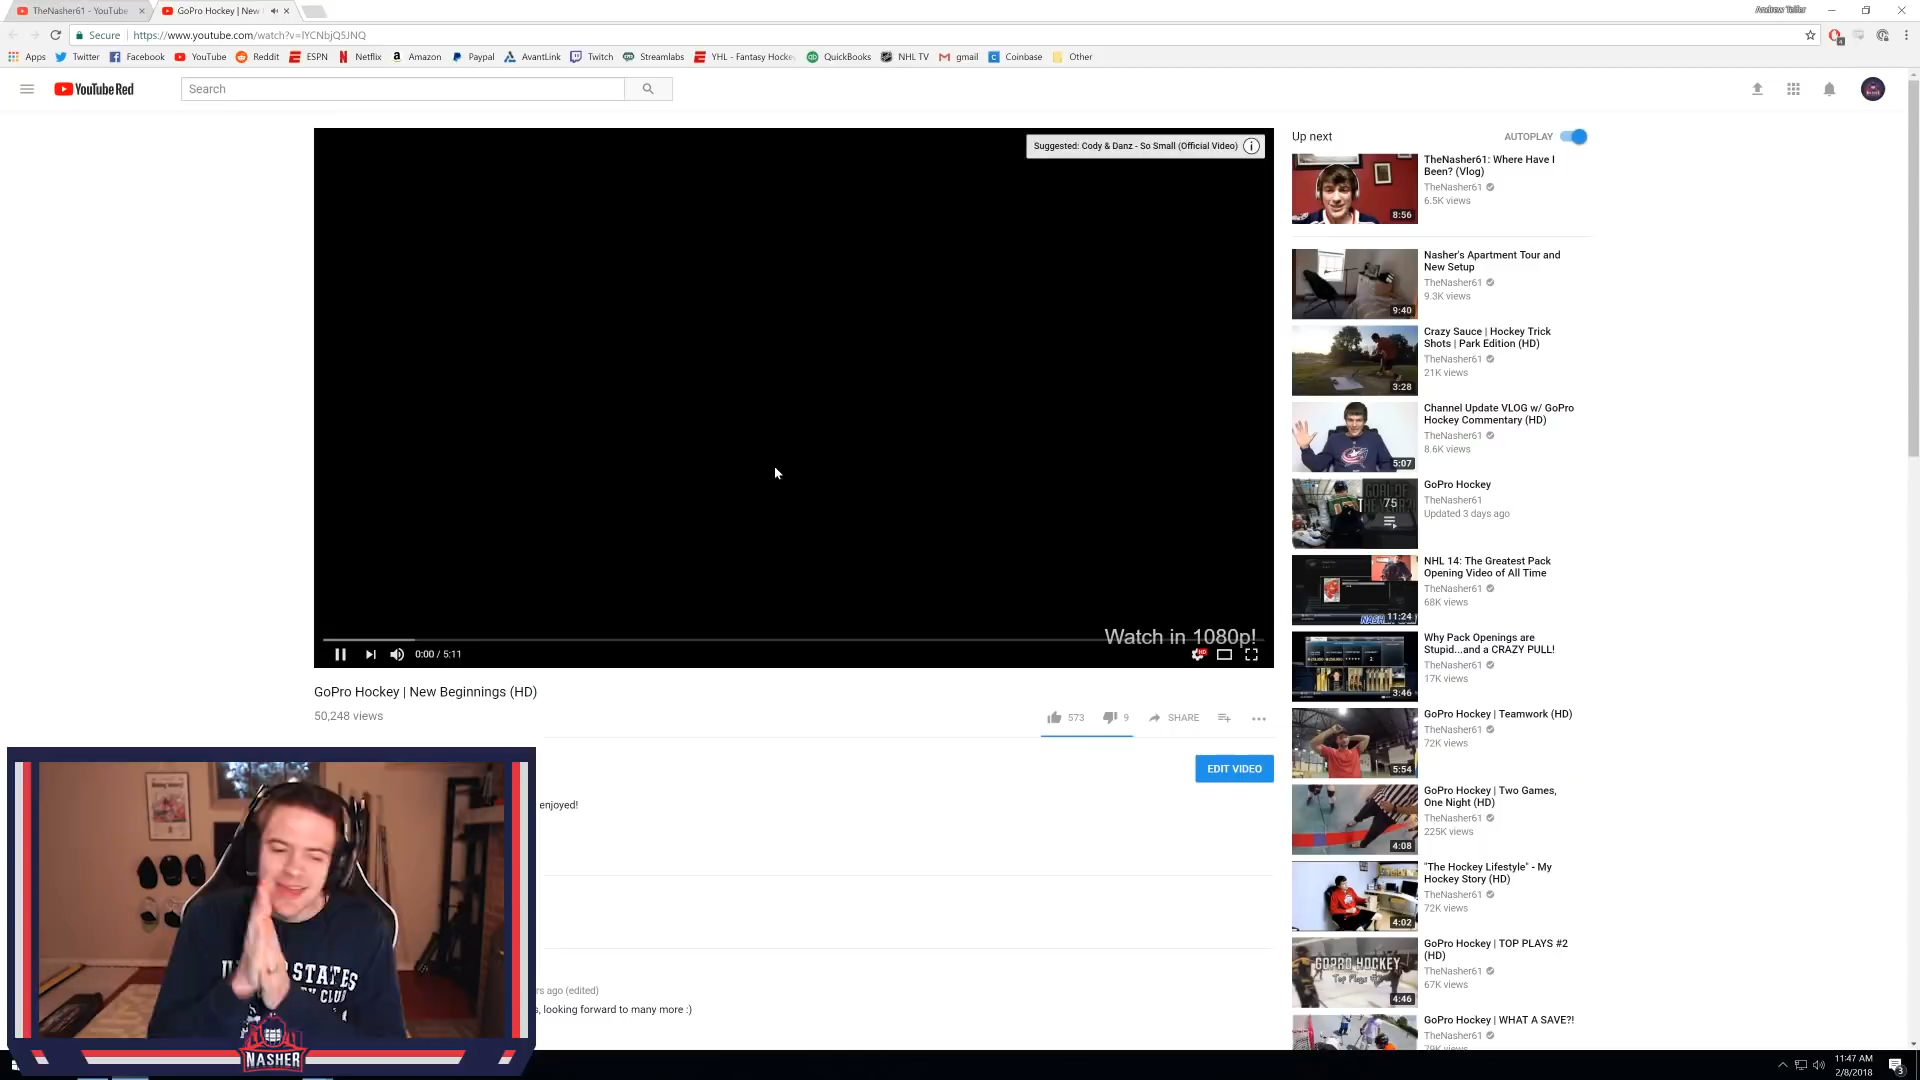 TheNasher61 - YouTube
GoPro Hockey | New
Andrew Telfer
Secure
https://www.youtube.com/watch?v=lYCNbjQ5JNQ
Apps Twitter Facebook YouTube Reddit ESPN Netflix Amazon Paypal AvantLink Twitch Streamlabs YHL - Fantasy Hockey QuickBooks NHL TV gmail Coinbase Other
YouTube Red
Search
Suggested: Cody & Danz - So Small (Official Video)
Watch in 1080p!
0:00 / 5:11
HD
GoPro Hockey | New Beginnings (HD)
50,248 views
573
9
SHARE
EDIT VIDEO
enjoyed!
rs ago (edited)
s, looking forward to many more :)
Up next
AUTOPLAY
8:56
TheNasher61: Where Have I
Been? (Vlog)
TheNasher61
6.5K views
9:40
Nasher's Apartment Tour and
New Setup
TheNasher61
9.3K views
3:28
Crazy Sauce | Hockey Trick
Shots | Park Edition (HD)
TheNasher61
21K views
5:07
Channel Update VLOG w/ GoPro
Hockey Commentary (HD)
TheNasher61
8.6K views
75
GoPro Hockey
TheNasher61
Updated 3 days ago
11:24
NHL 14: The Greatest Pack
Opening Video of All Time
TheNasher61
68K views
3:46
Why Pack Openings are
Stupid...and a CRAZY PULL!
TheNasher61
17K views
5:54
GoPro Hockey | Teamwork (HD)
TheNasher61
72K views
4:08
GoPro Hockey | Two Games,
One Night (HD)
TheNasher61
225K views
4:02
"The Hockey Lifestyle" - My
Hockey Story (HD)
TheNasher61
72K views
GOPRO HOCKEY
Top Plays #2
4:46
GoPro Hockey | TOP PLAYS #2
(HD)
TheNasher61
67K views
GoPro Hockey | WHAT A SAVE?!
TheNasher61
NASHER
11:47 AM
2/8/2018
3